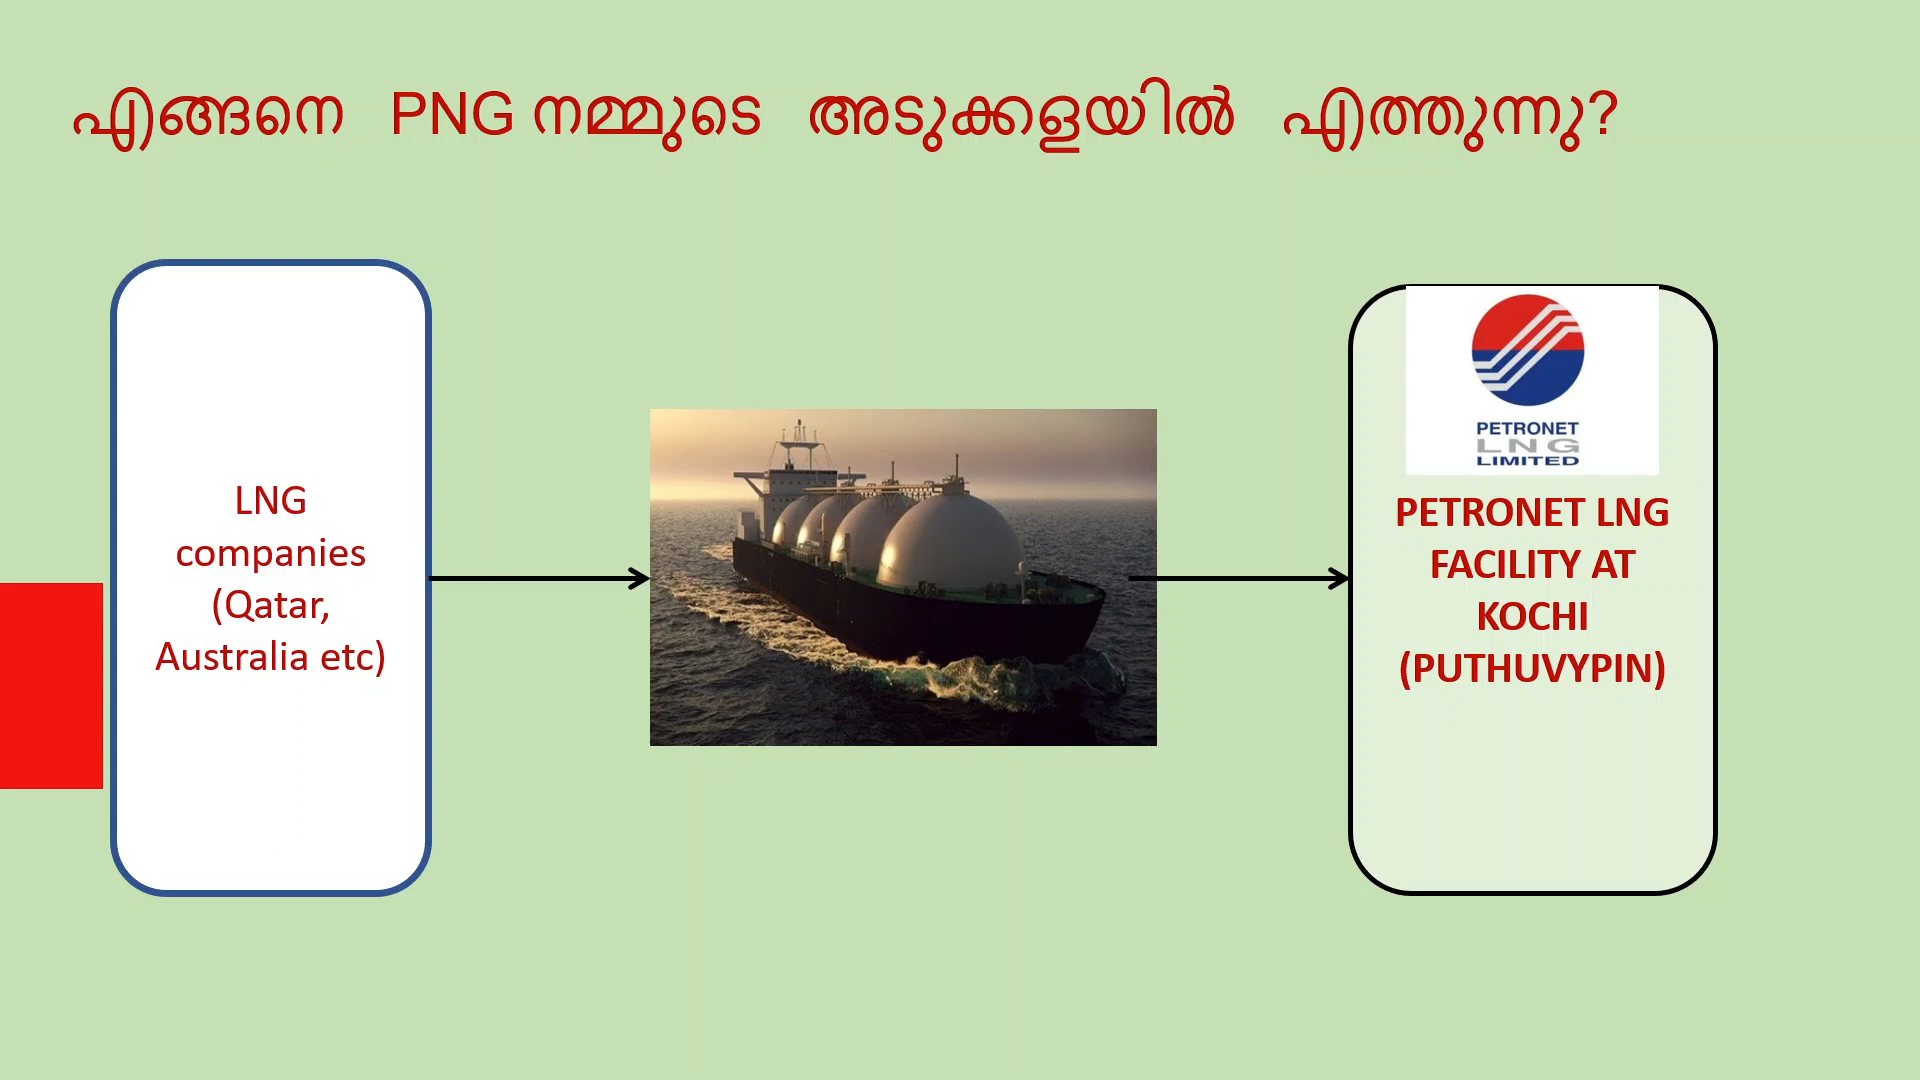 എങ്ങനെ PNG നമ്മുടെ അടുക്കളയിൽ എത്തുന്നു?
LNG
companies
(Qatar,
Australia etc)
PETRONET
LNG
LIMITED
PETRONET LNG
FACILITY AT
KOCHI
(PUTHUVYPIN)